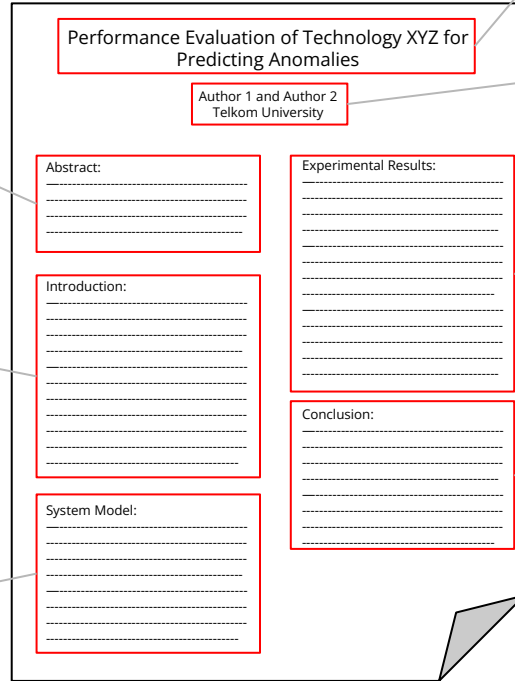 Performance Evaluation of Technology XYZ for
Predicting Anomalies
Author 1 and Author 2
Telkom University
Abstract:
Introduction:
System Model:
Experimental Results:
Conclusion: